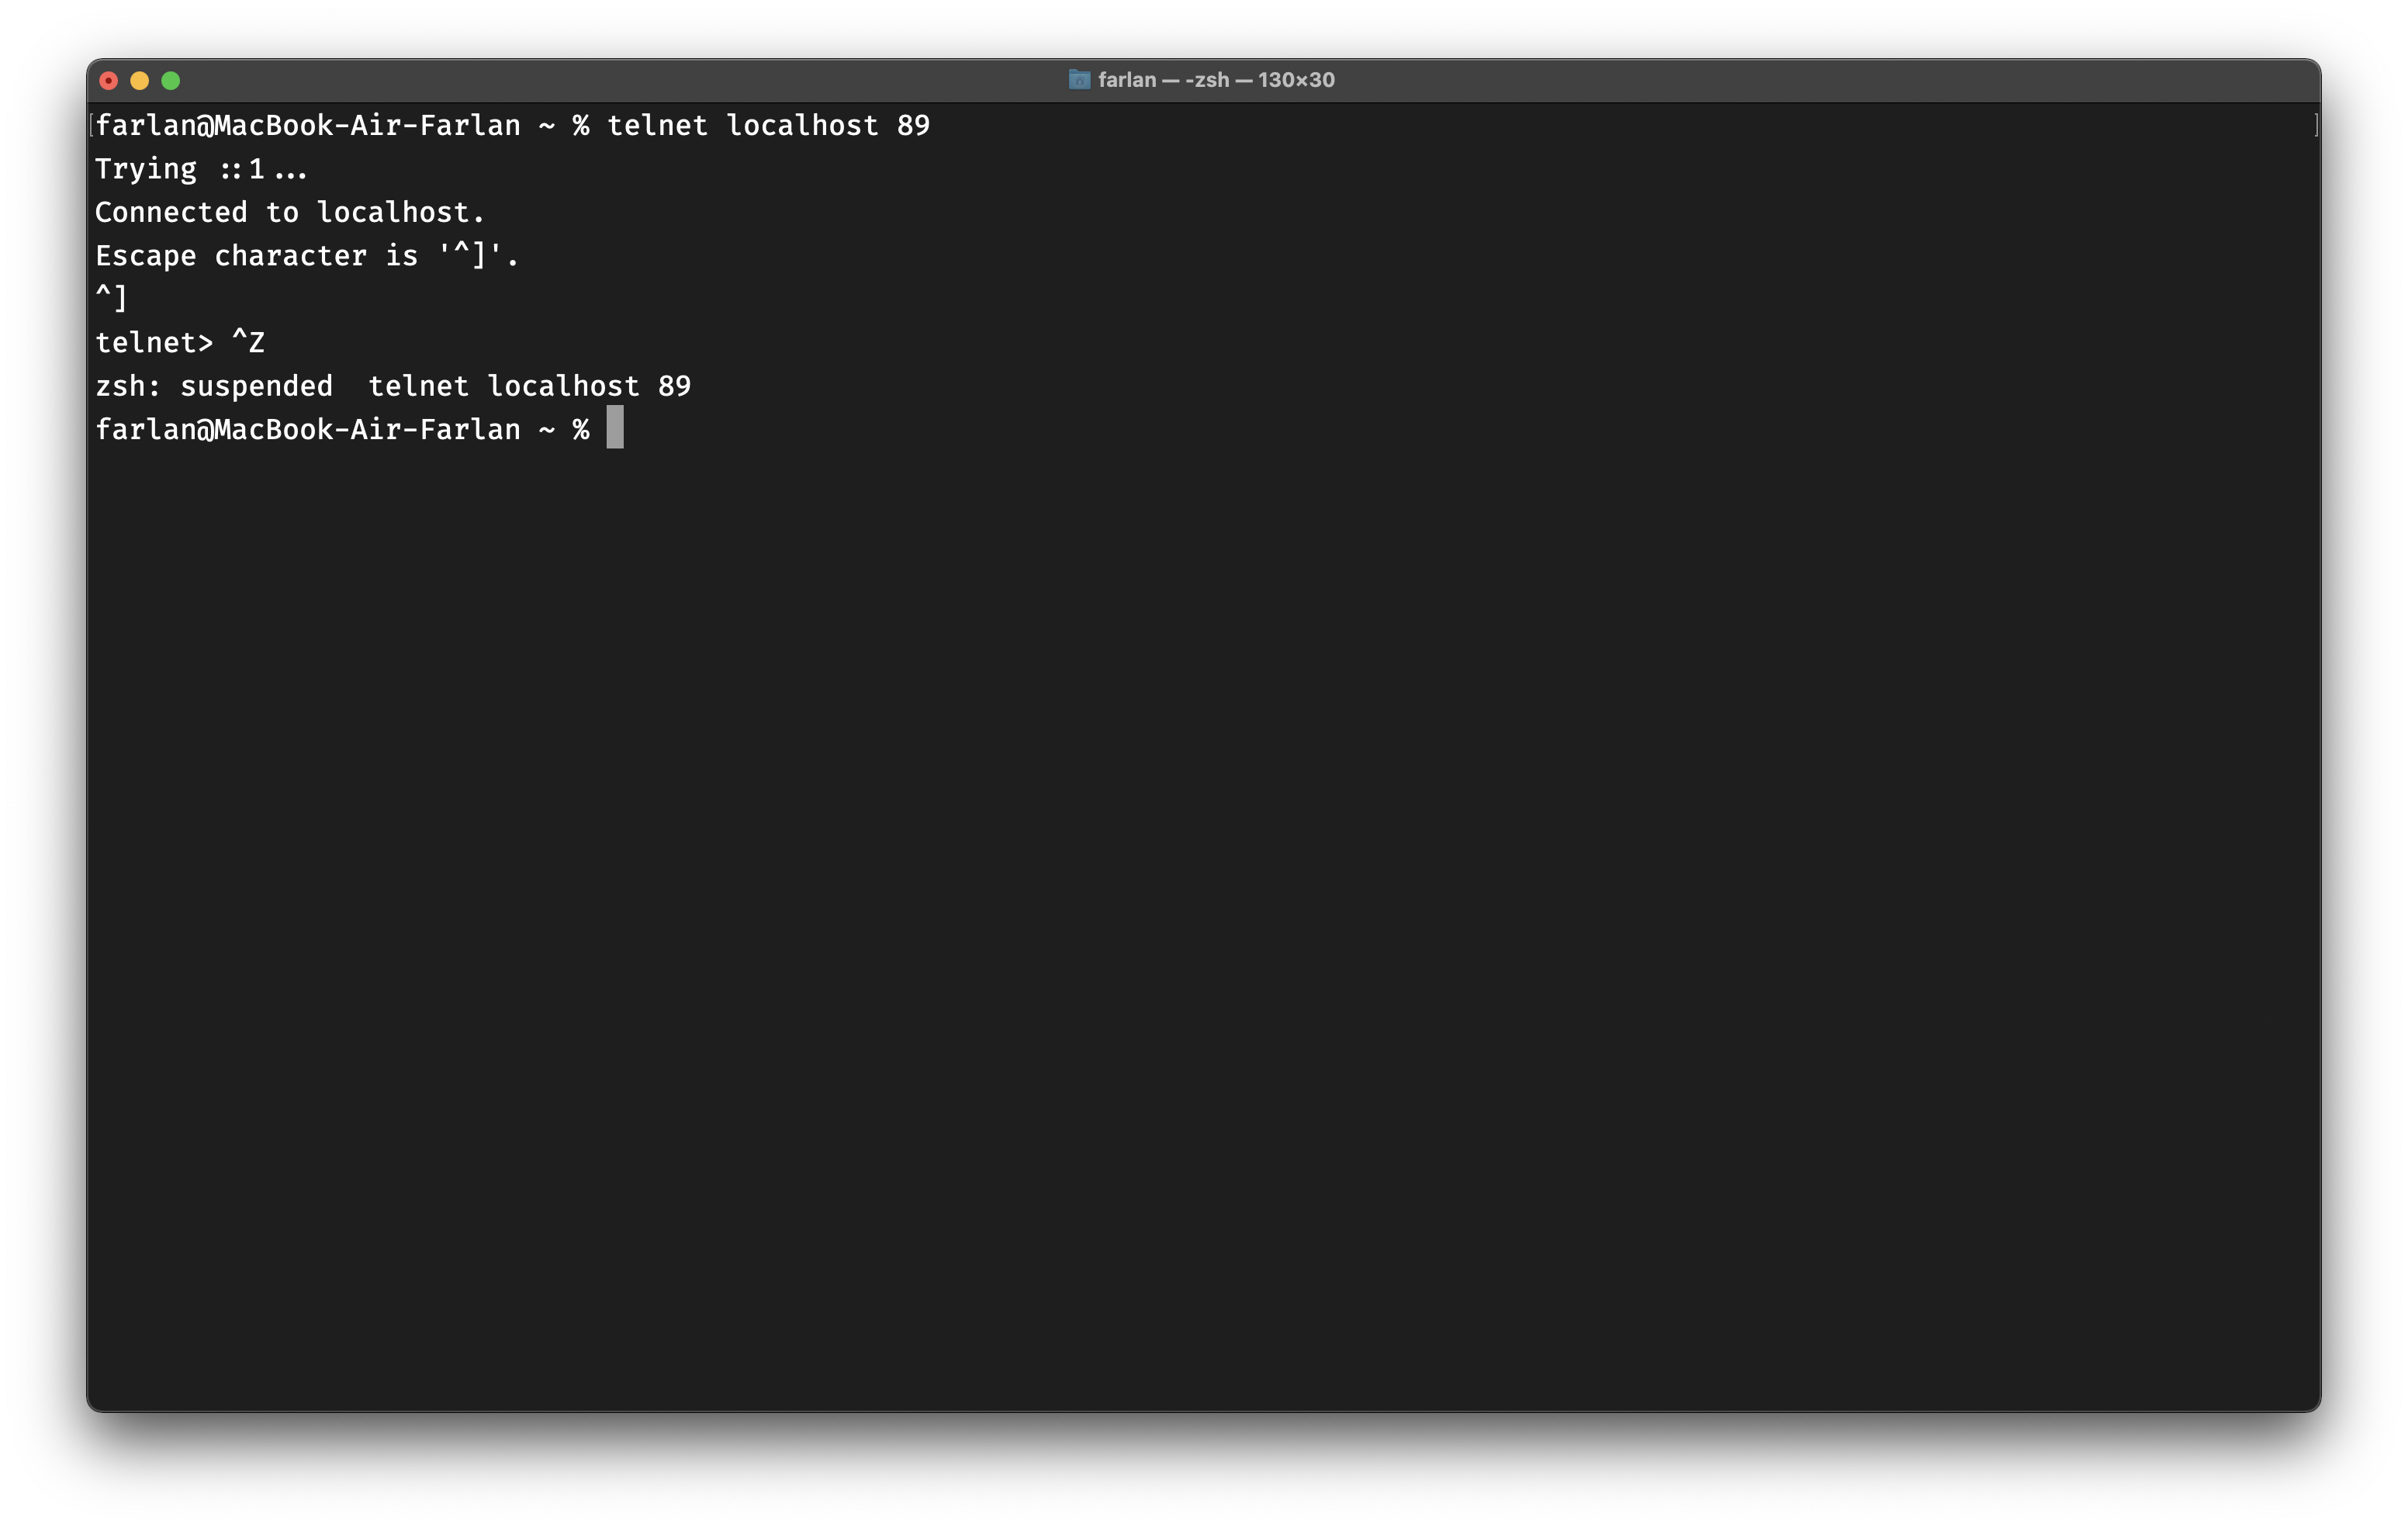 farlan — -zsh — 130×30
farlan@MacBook-Air-Farlan ~ % telnet localhost 89
Trying ::1...
Connected to localhost.
Escape character is '^]'.
^]
telnet> ^Z
zsh: suspended  telnet localhost 89
farlan@MacBook-Air-Farlan ~ %